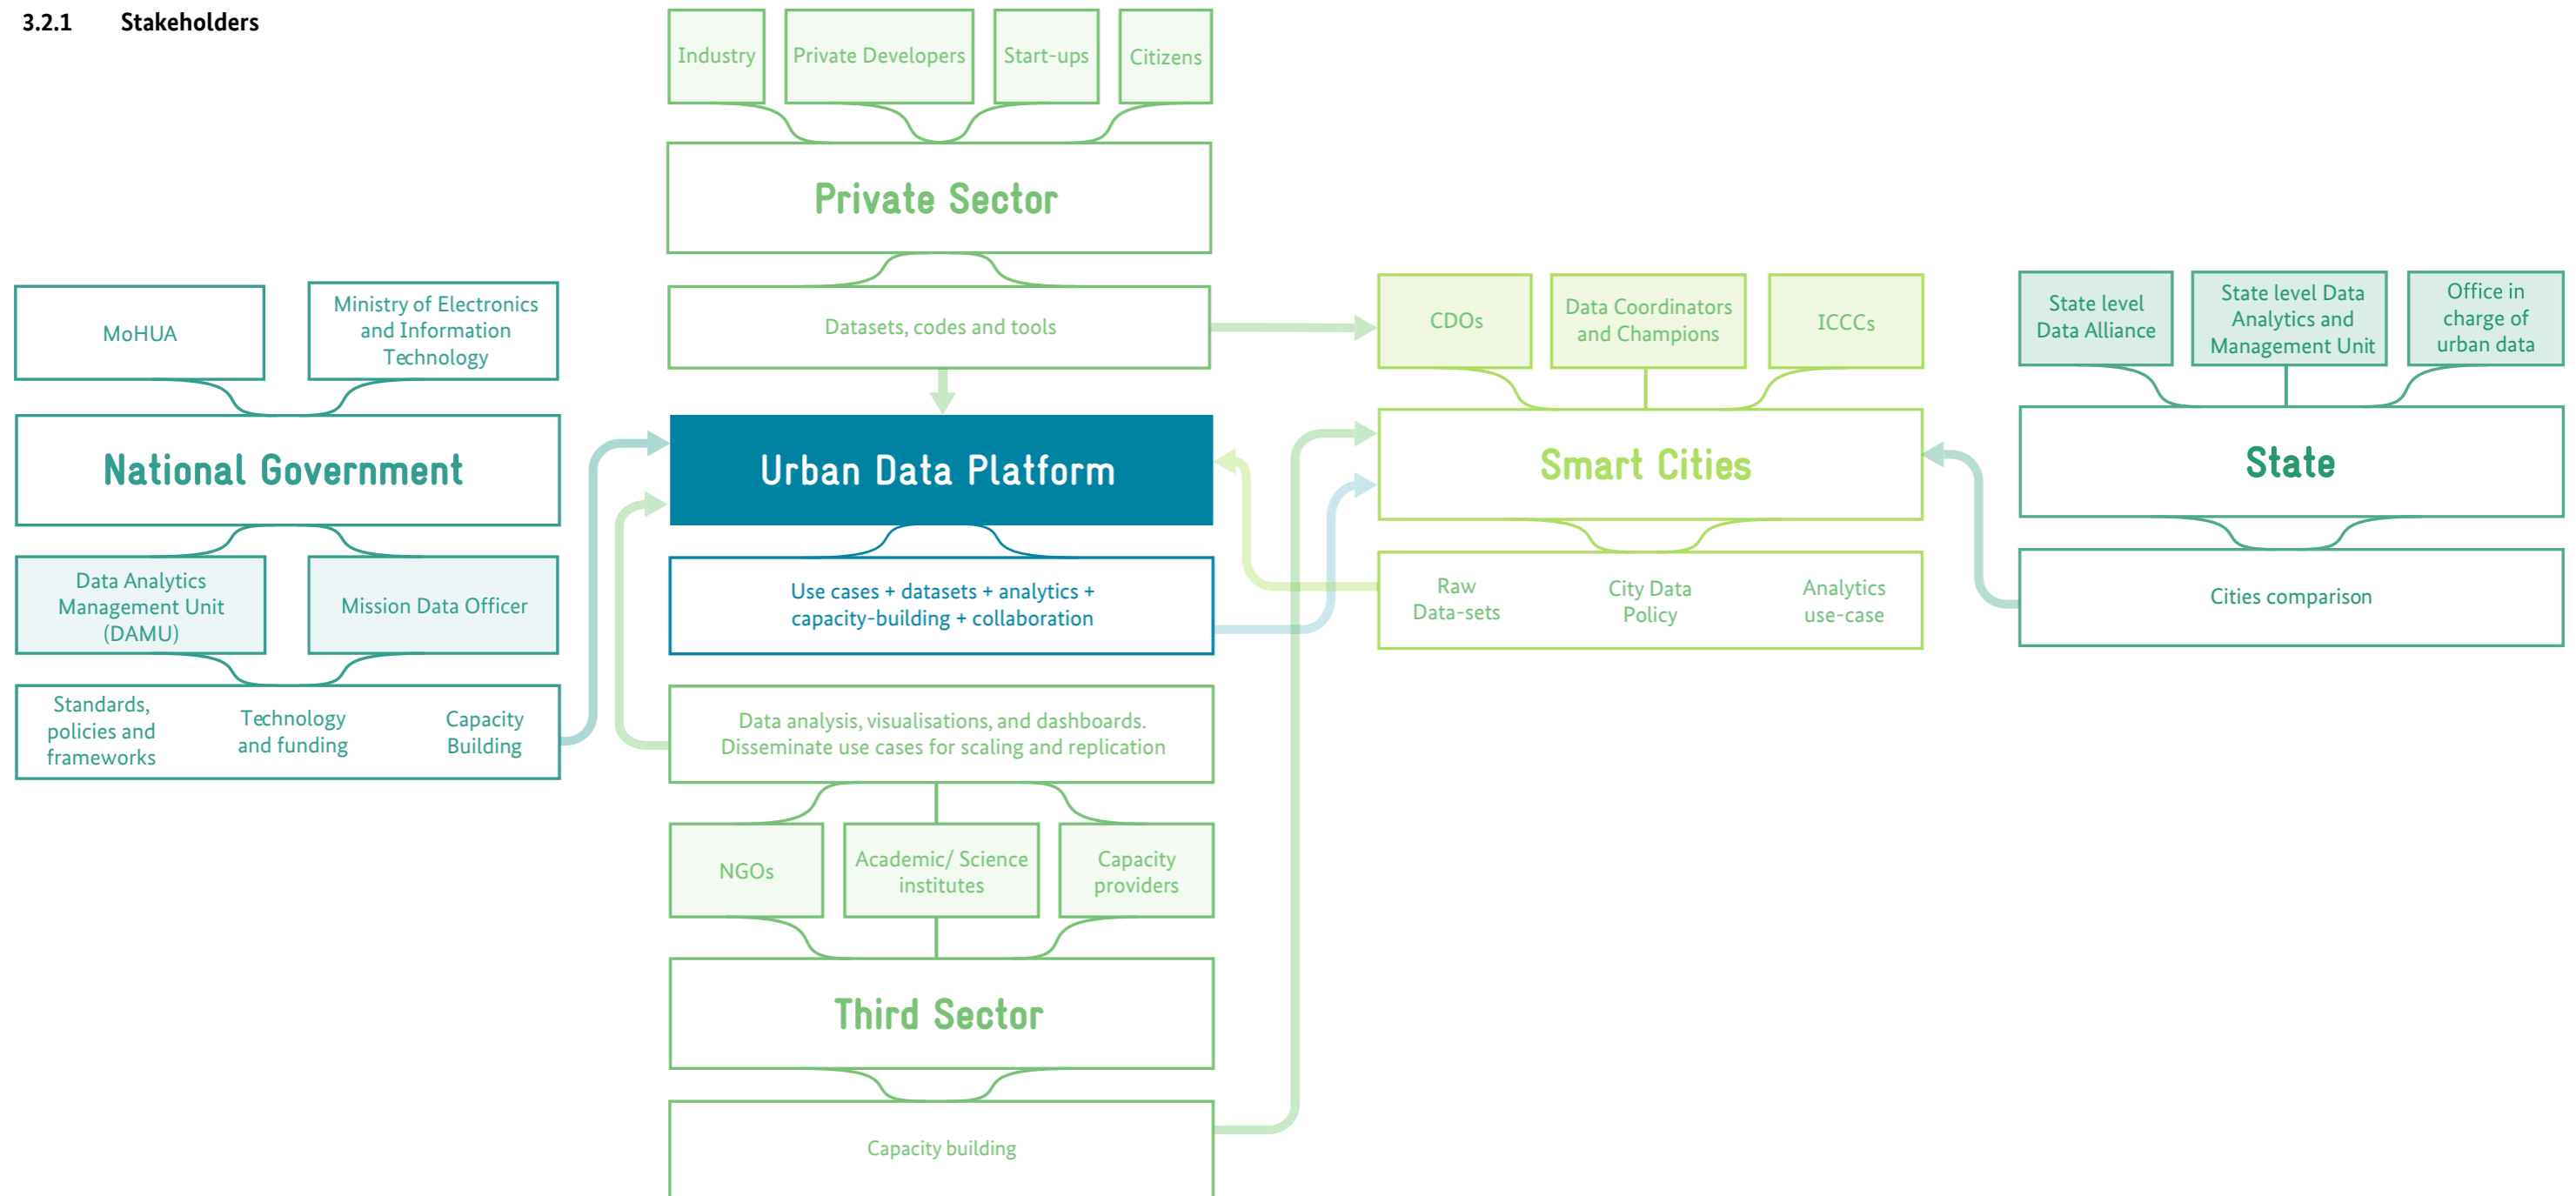 3.2.1 Stakeholders
Industry
Private Developers
Start-ups
Citizens
Private Sector
Datasets, codes and tools
MoHUA
Ministry of Electronics
and Information
Technology
National Government
Data Analytics
Management Unit
(DAMU)
Mission Data Officer
Standards,
policies and
frameworks
Technology
and funding
Capacity
Building
Urban Data Platform
Use cases + datasets + analytics +
capacity-building + collaboration
Data analysis, visualisations, and dashboards.
Disseminate use cases for scaling and replication
NGOs
Academic/ Science
institutes
Capacity
providers
Third Sector
Capacity building
CDOs
Data Coordinators
and Champions
ICCCs
Smart Cities
Raw
Data-sets
City Data
Policy
Analytics
use-case
State level
Data Alliance
State level Data
Analytics and
Management Unit
Office in
charge of
urban data
State
Cities comparison